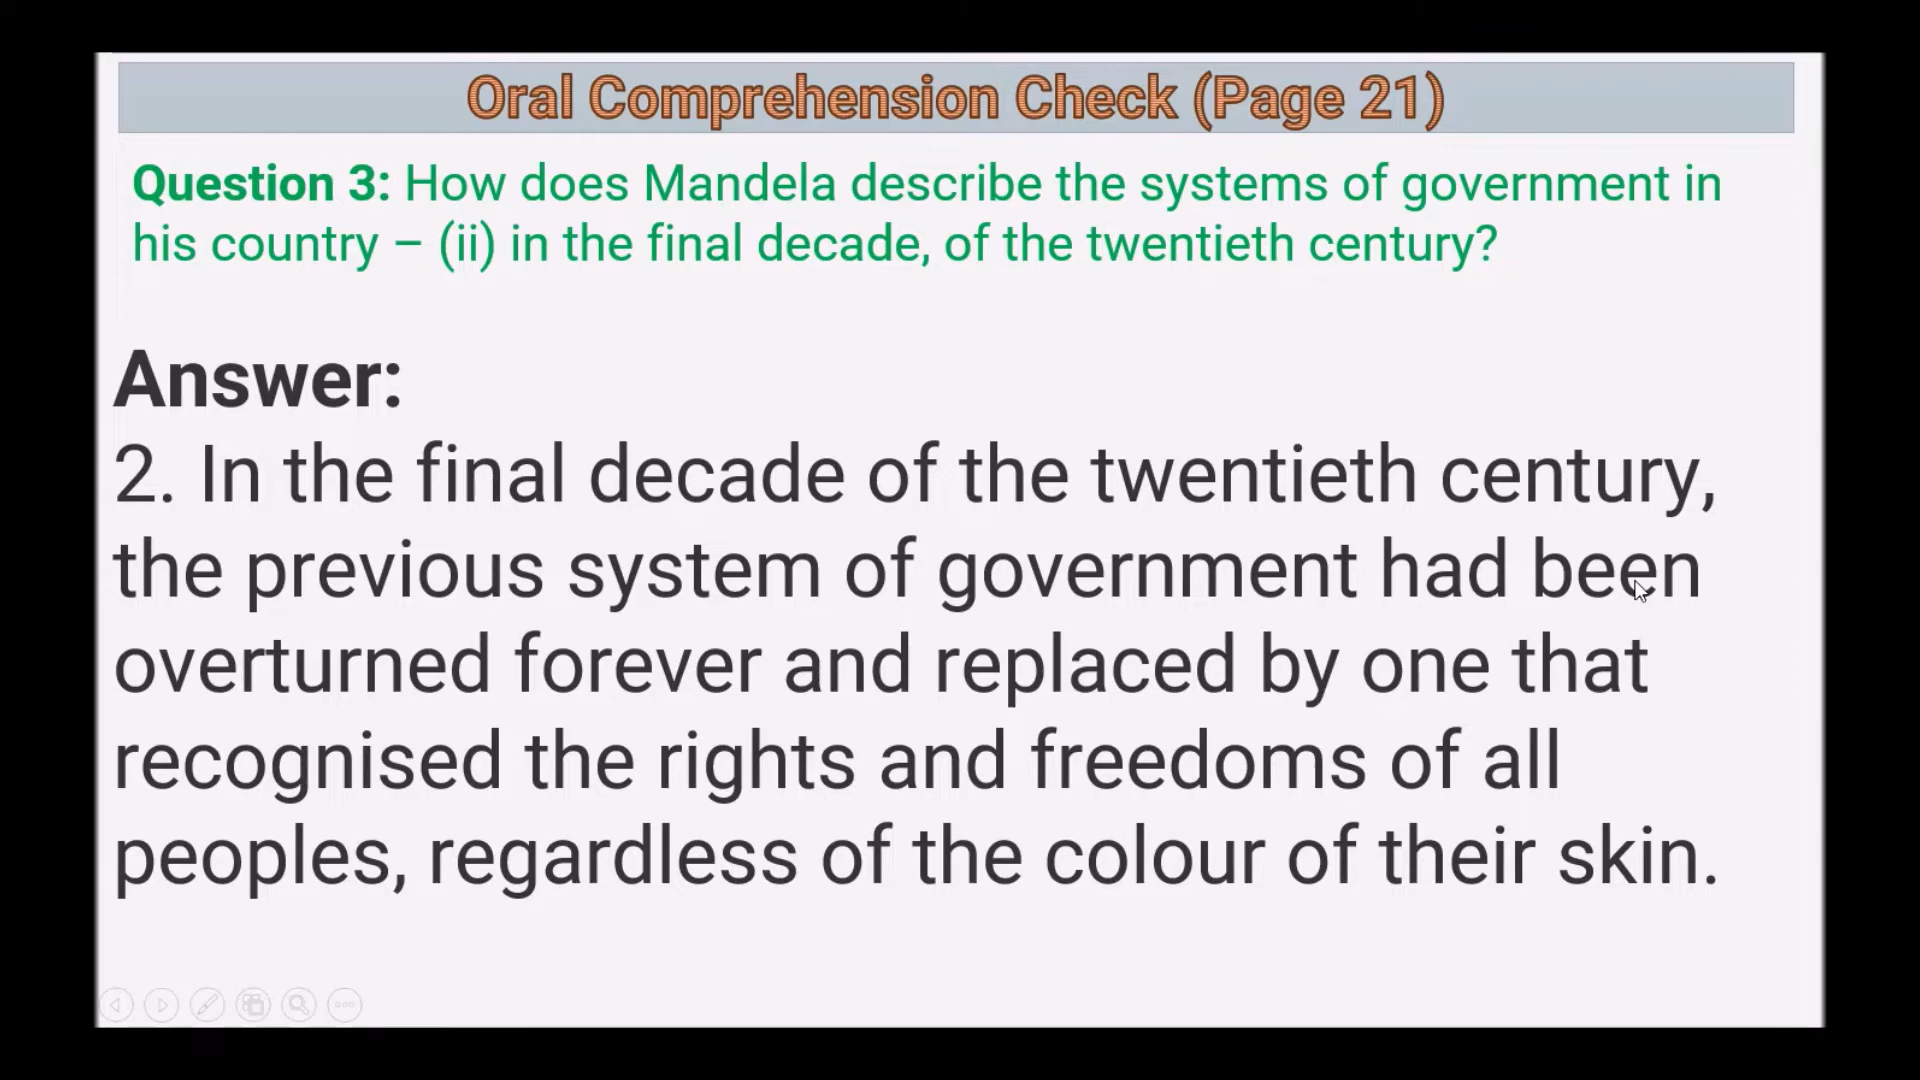 Oral Comprehension Check (Page 21)
Question 3: How does Mandela describe the systems of government in
his country – (ii) in the final decade, of the twentieth century?
Answer:
2. In the final decade of the twentieth century,
the previous system of government had been
overturned forever and replaced by one that
recognised the rights and freedoms of all
peoples, regardless of the colour of their skin.